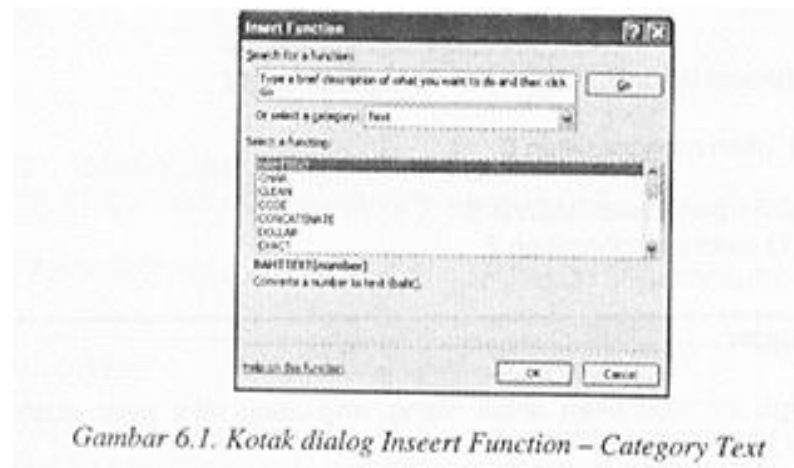 Insert Function
Search for a function:
Type a brief description of what you want to do and then click
Go
Go
Or select a category: Text
Select a function:
CHAR
CLEAN
CODE
CONCATENATE
DOLLAR
EXACT
BAHTTEXT(number)
Converts a number to text (baht).
Help on this function
OK
Cancel
Gambar 6.1. Kotak dialog Inseert Function – Category Text